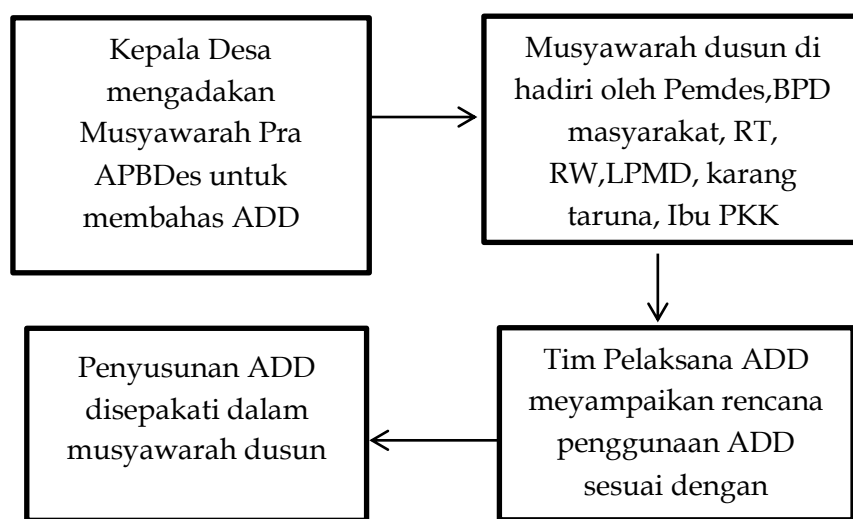 Kepala Desa
mengadakan
Musyawarah Pra
APBDes untuk
membahas ADD
Musyawarah dusun di
hadiri oleh Pemdes,BPD
masyarakat, RT,
RW,LPMD, karang
taruna, Ibu PKK
Tim Pelaksana ADD
meyampaikan rencana
penggunaan ADD
sesuai dengan
Penyusunan ADD
disepakati dalam
musyawarah dusun